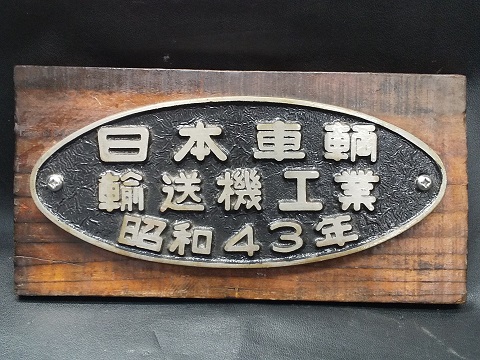 日本車輌
輸送機工業
昭和43年